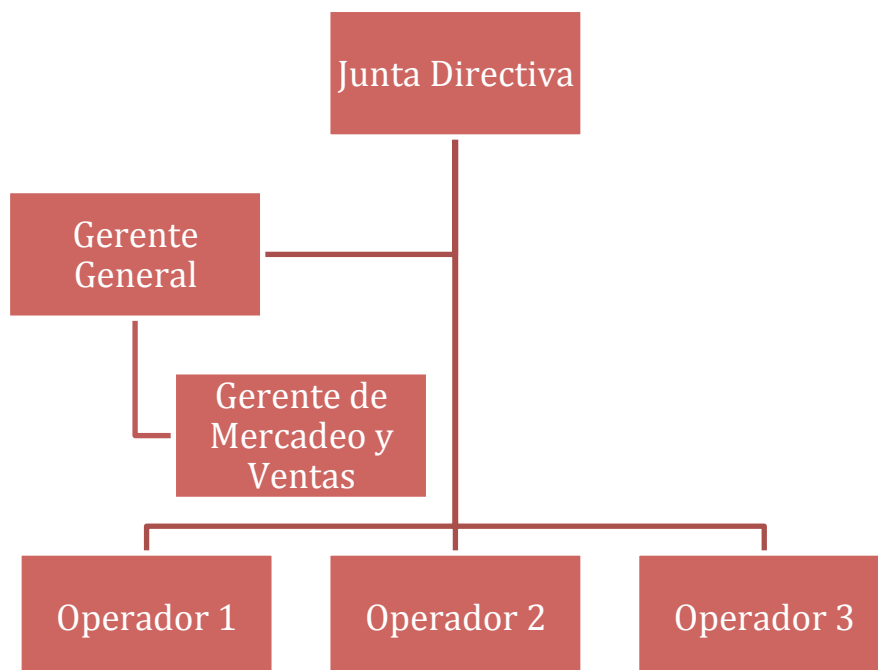 Junta Directiva
Gerente
General
Gerente de
Mercadeo y
Ventas
Operador 1
Operador 2
Operador 3